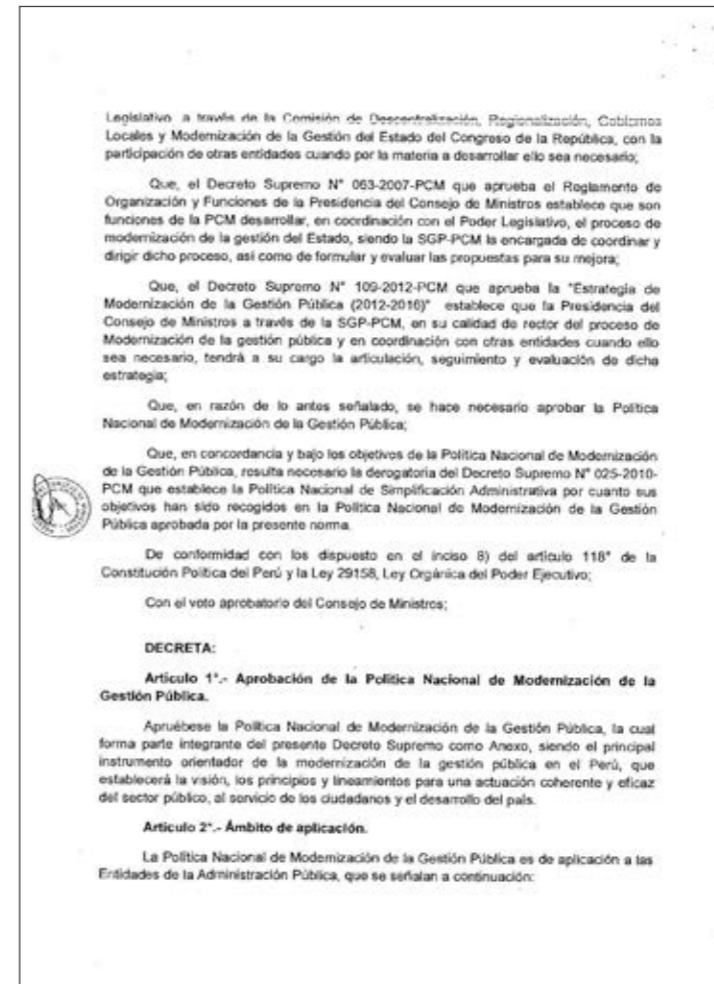 Legislativo a través de la Comisión de Descentralización, Regionalización, Gobiernos
Locales y Modernización de la Gestión del Estado del Congreso de la República, con la
participación de otras entidades cuando por la materia a desarrollar ello sea necesario;
Que, el Decreto Supremo N° 063-2007-PCM que aprueba el Reglamento de
Organización y Funciones de la Presidencia del Consejo de Ministros establece que son
funciones de la PCM desarrollar, en coordinación con el Poder Legislativo, el proceso de
modernización de la gestión del Estado, siendo la SGP-PCM la encargada de coordinar y
dirigir dicho proceso, así como de formular y evaluar las propuestas para su mejora;
Que, el Decreto Supremo N° 109-2012-PCM que aprueba la "Estrategia de
Modernización de la Gestión Pública (2012-2016)" establece que la Presidencia del
Consejo de Ministros a través de la SGP-PCM, en su calidad de rector del proceso de
Modernización de la gestión pública y en coordinación con otras entidades cuando ello
sea necesario, tendrá a su cargo la articulación, seguimiento y evaluación de dicha
estrategia;
Que, en razón de lo antes señalado, se hace necesario aprobar la Política
Nacional de Modernización de la Gestión Pública;
Que, en concordancia y bajo los objetivos de la Política Nacional de Modernización
de la Gestión Pública, resulta necesario la derogatoria del Decreto Supremo N° 025-2010-
PCM que establece la Política Nacional de Simplificación Administrativa por cuanto sus
objetivos han sido recogidos en la Política Nacional de Modernización de la Gestión
Pública aprobada por la presente norma.
De conformidad con los dispuesto en el inciso 8) del artículo 118° de la
Constitución Política del Perú y la Ley 29158, Ley Orgánica del Poder Ejecutivo;
Con el voto aprobatorio del Consejo de Ministros;
DECRETA:
Artículo 1°.- Aprobación de la Política Nacional de Modernización de la
Gestión Pública.
Apruébese la Política Nacional de Modernización de la Gestión Pública, la cual
forma parte integrante del presente Decreto Supremo como Anexo, siendo el principal
instrumento orientador de la modernización de la gestión pública en el Perú, que
establecerá la visión, los principios y lineamientos para una actuación coherente y eficaz
del sector público, al servicio de los ciudadanos y el desarrollo del país.
Artículo 2°.- Ámbito de aplicación.
La Política Nacional de Modernización de la Gestión Pública es de aplicación a las
Entidades de la Administración Pública, que se señalan a continuación: